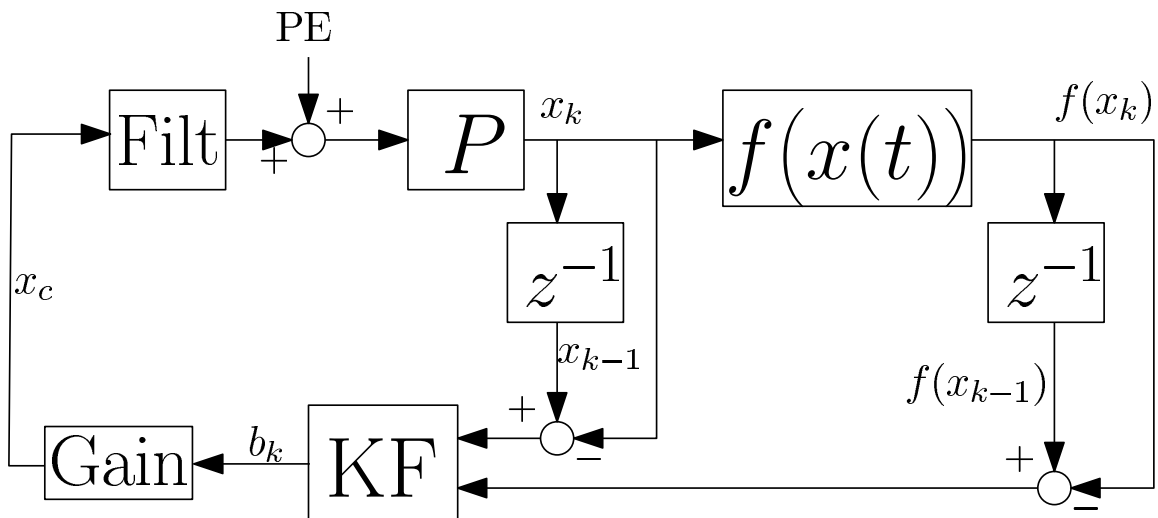 PE
+
x_k
f(x_k)
Filt
+
P
f(x(t))
z^{-1}
z^{-1}
x_c
x_{k-1}
f(x_{k-1})
+
b_k
Gain
KF
−
+
−